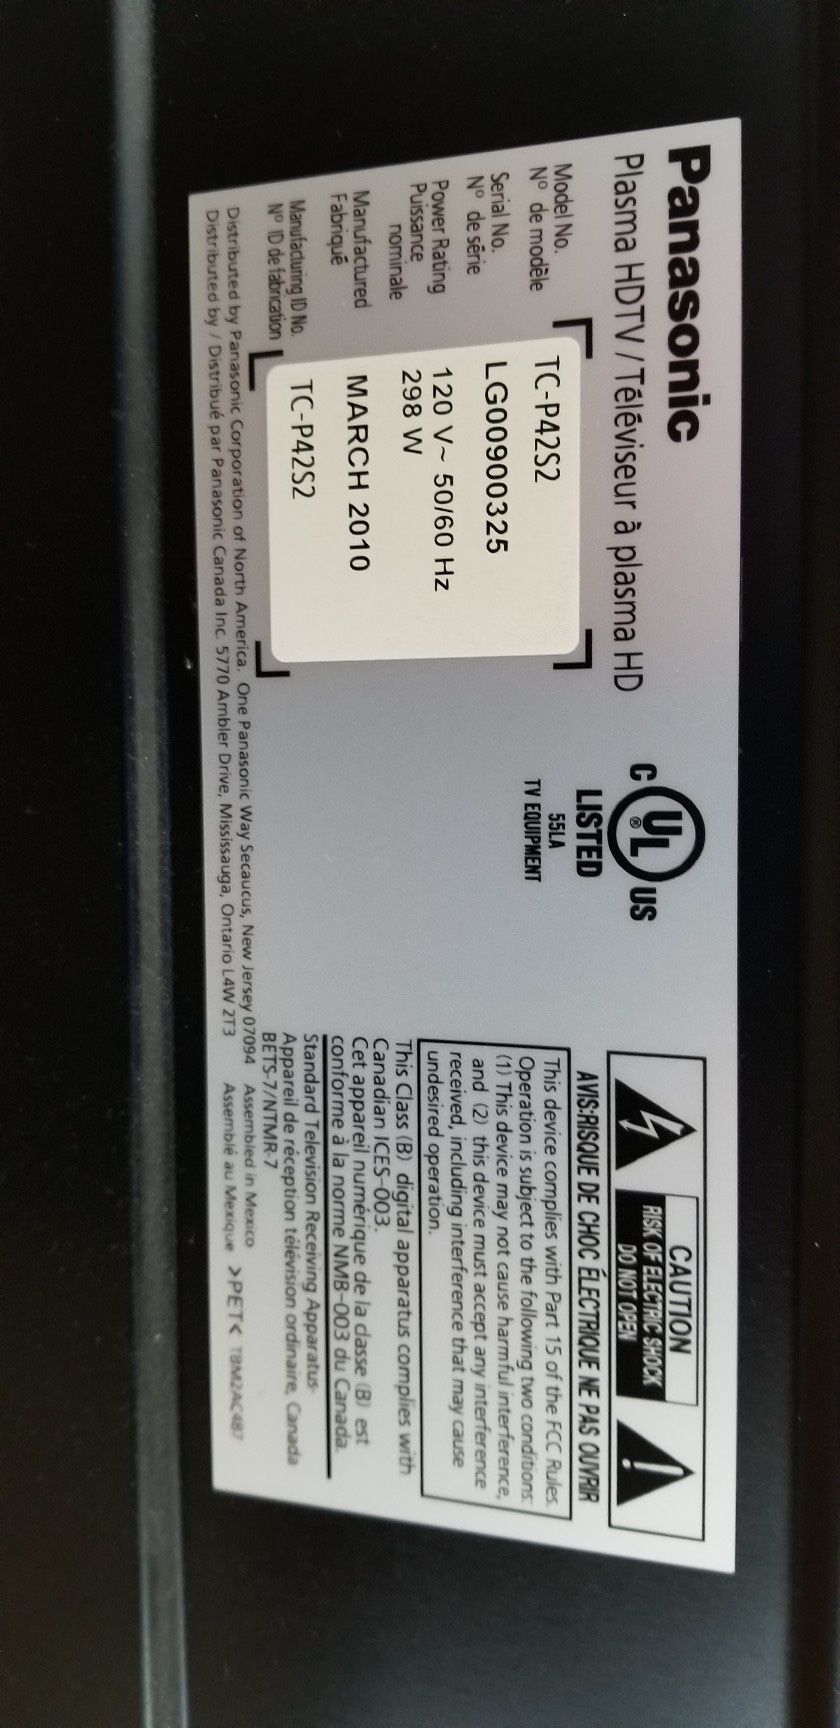 Panasonic
Plasma HDTV / Téléviseur à plasma HD
Model No.
Nº de modèle
TC-P42S2
Serial No.
Nº de série
LG00900325
Power Rating
Puissance
nominale
120 V~ 50/60 Hz
298 W
Manufactured
Fabriqué
MARCH 2010
Manufacturing ID No.
Nº ID de fabrication
TC-P42S2
C UL ® US
LISTED
55LA
TV EQUIPMENT
CAUTION
RISK OF ELECTRIC SHOCK
DO NOT OPEN
AVIS:RISQUE DE CHOC ÉLECTRIQUE NE PAS OUVRIR
This device complies with Part 15 of the FCC Rules.
Operation is subject to the following two conditions:
(1) This device may not cause harmful interference,
and (2) this device must accept any interference
received, including interference that may cause
undesired operation.
This Class (B) digital apparatus complies with
Canadian ICES-003.
Cet appareil numérique de la classe (B) est
conforme à la norme NMB-003 du Canada.
Standard Television Receiving Apparatus-
Appareil de réception télévision ordinaire, Canada
BETS-7/NTMR-7
Distributed by Panasonic Corporation of North America. One Panasonic Way Secaucus, New Jersey 07094 Assembled in Mexico
Distributed by / Distribué par Panasonic Canada Inc. 5770 Ambler Drive, Mississauga, Ontario L4W 2T3 Assemblé au Mexique >PET< TBM2AC487